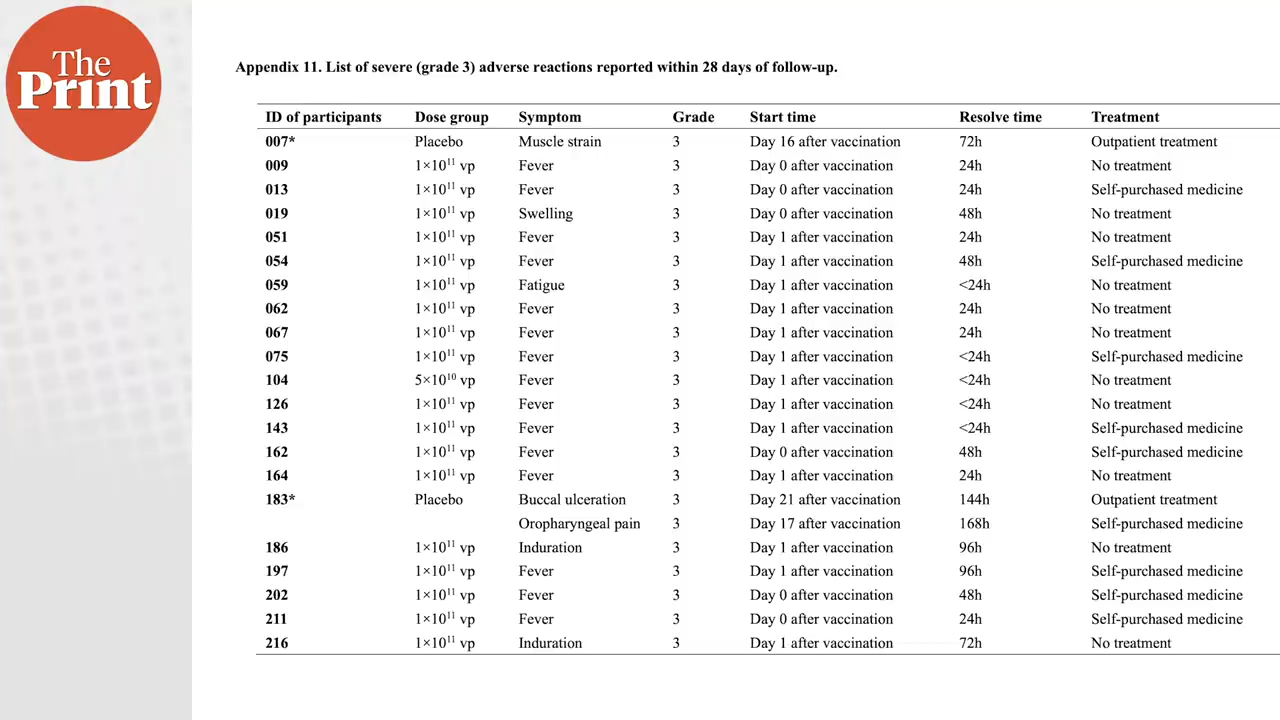 The
Print
Appendix 11. List of severe (grade 3) adverse reactions reported within 28 days of follow-up.
ID of participants Dose group Symptom Grade Start time Resolve time Treatment
007* Placebo Muscle strain 3 Day 16 after vaccination 72h Outpatient treatment
009 1×10¹¹ vp Fever 3 Day 0 after vaccination 24h No treatment
013 1×10¹¹ vp Fever 3 Day 0 after vaccination 24h Self-purchased medicine
019 1×10¹¹ vp Swelling 3 Day 0 after vaccination 48h No treatment
051 1×10¹¹ vp Fever 3 Day 1 after vaccination 24h No treatment
054 1×10¹¹ vp Fever 3 Day 1 after vaccination 48h Self-purchased medicine
059 1×10¹¹ vp Fatigue 3 Day 1 after vaccination <24h No treatment
062 1×10¹¹ vp Fever 3 Day 1 after vaccination 24h No treatment
067 1×10¹¹ vp Fever 3 Day 1 after vaccination 24h No treatment
075 1×10¹¹ vp Fever 3 Day 1 after vaccination <24h Self-purchased medicine
104 5×10¹⁰ vp Fever 3 Day 1 after vaccination <24h No treatment
126 1×10¹¹ vp Fever 3 Day 1 after vaccination <24h No treatment
143 1×10¹¹ vp Fever 3 Day 1 after vaccination <24h Self-purchased medicine
162 1×10¹¹ vp Fever 3 Day 0 after vaccination 48h Self-purchased medicine
164 1×10¹¹ vp Fever 3 Day 1 after vaccination 24h No treatment
183* Placebo Buccal ulceration 3 Day 21 after vaccination 144h Outpatient treatment
Oropharyngeal pain 3 Day 17 after vaccination 168h Self-purchased medicine
186 1×10¹¹ vp Induration 3 Day 1 after vaccination 96h No treatment
197 1×10¹¹ vp Fever 3 Day 1 after vaccination 96h Self-purchased medicine
202 1×10¹¹ vp Fever 3 Day 0 after vaccination 48h Self-purchased medicine
211 1×10¹¹ vp Fever 3 Day 0 after vaccination 24h Self-purchased medicine
216 1×10¹¹ vp Induration 3 Day 1 after vaccination 72h No treatment